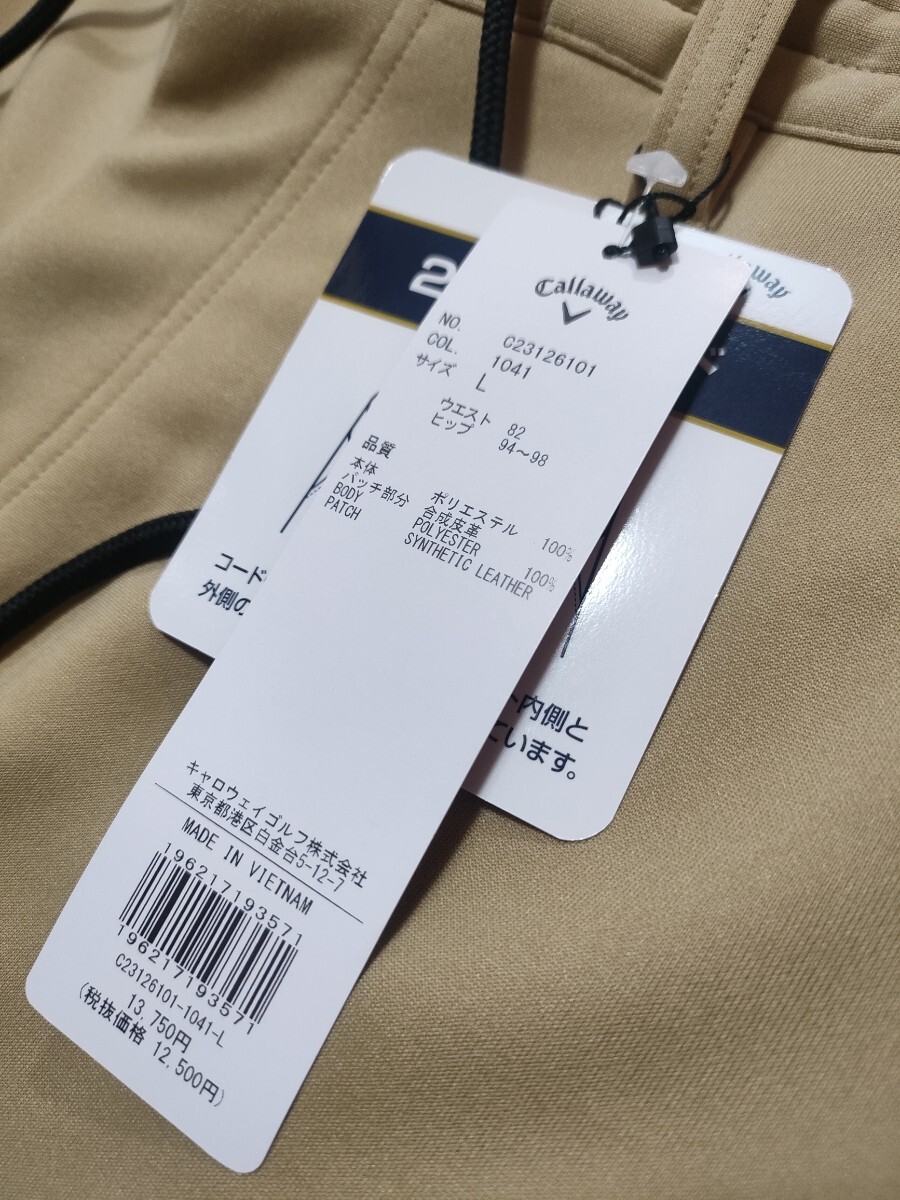 Callaway
NO. C23126101
COL. 1041
サイズ L
ウエスト 82
ヒップ 94～98
品質
本体 ポリエステル 100%
パッチ部分 合成皮革
BODY POLYESTER 100%
PATCH SYNTHETIC LEATHER
キャロウェイゴルフ株式会社
東京都港区白金台5-12-7
MADE IN VIETNAM
196217193571
196217193571
C23126101-1041-L
13,750円
(税抜価格 12,500円)
2
コード
外側の
内側と
ています。